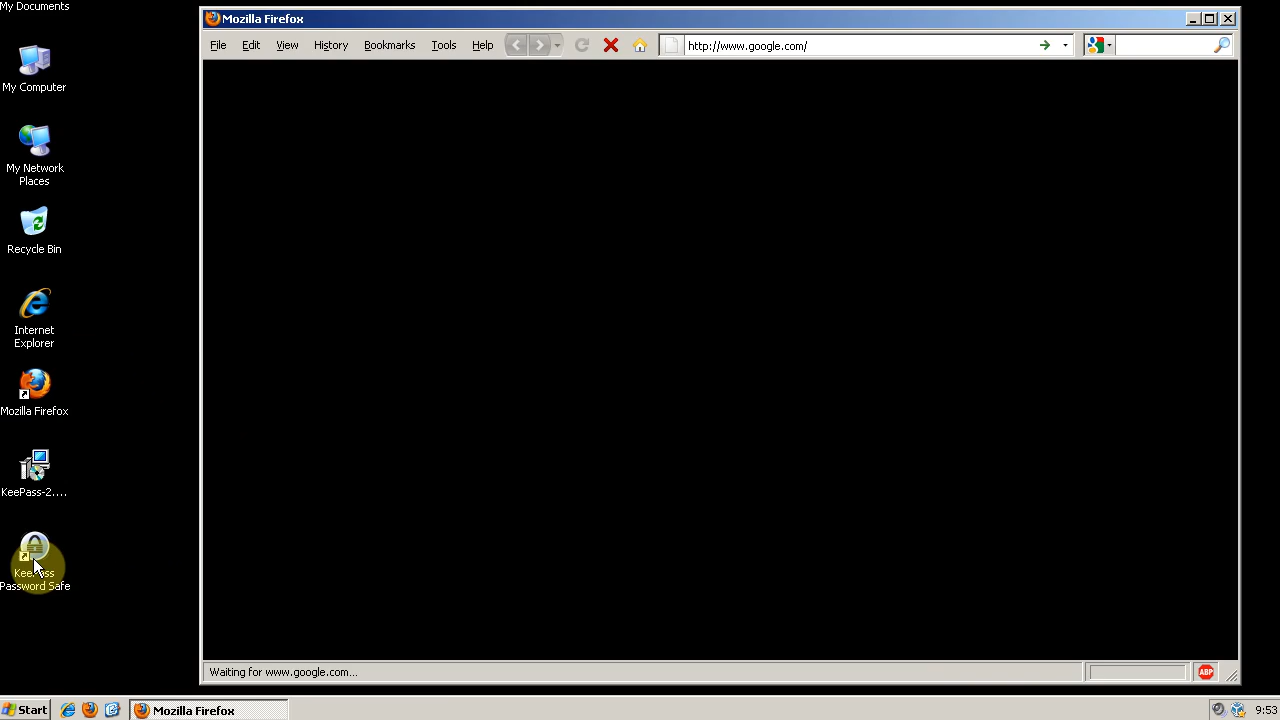 My Documents
My Computer
My Network
Places
Recycle Bin
Internet
Explorer
Mozilla Firefox
KeePass-2....
KeePass
Password Safe
Mozilla Firefox
File Edit View History Bookmarks Tools Help http://www.google.com/
Waiting for www.google.com...
ABP
Start Mozilla Firefox 9:53